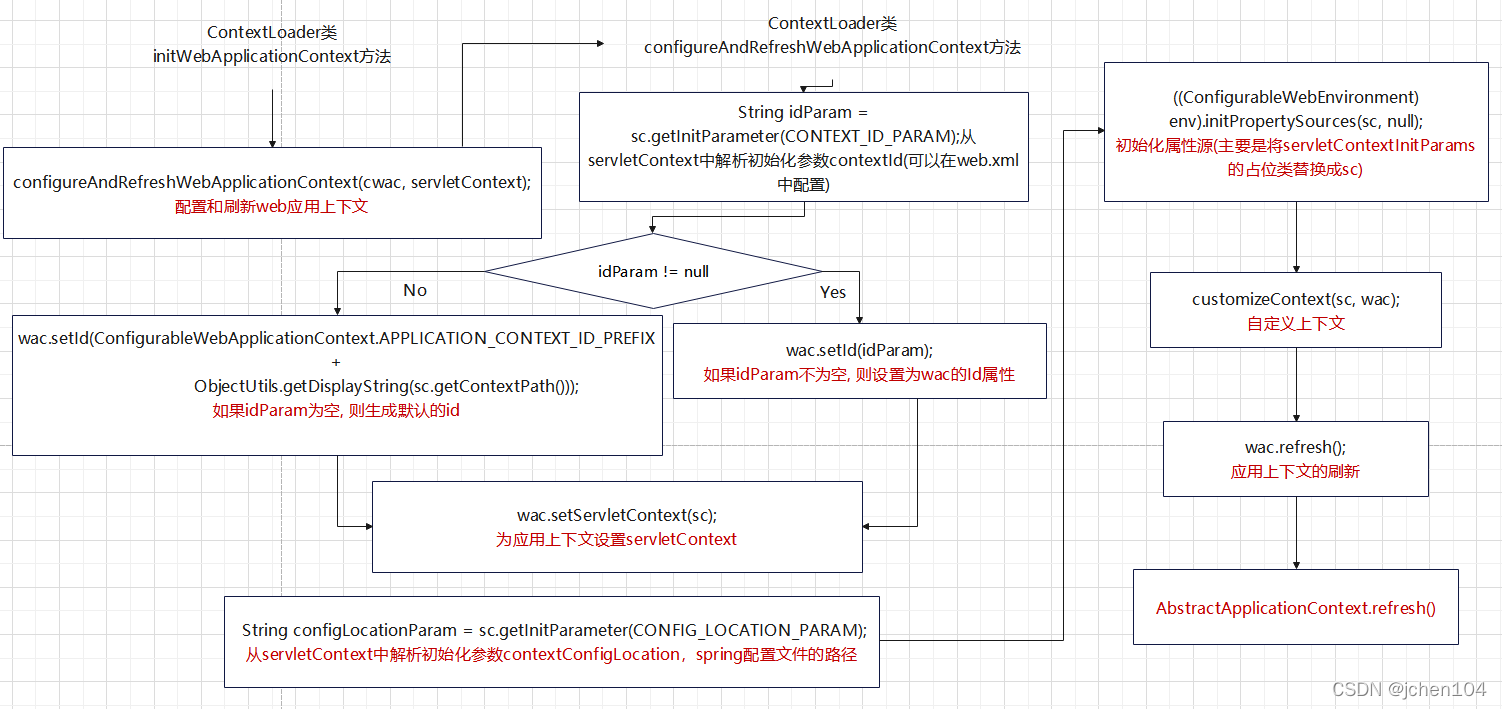 ContextLoader类
initWebApplicationContext方法
configureAndRefreshWebApplicationContext(cwac, servletContext);
配置和刷新web应用上下文
ContextLoader类
configureAndRefreshWebApplicationContext方法
String idParam =
sc.getInitParameter(CONTEXT_ID_PARAM);从
servletContext中解析初始化参数contextId(可以在web.xml
中配置)
idParam != null
No
Yes
wac.setId(ConfigurableWebApplicationContext.APPLICATION_CONTEXT_ID_PREFIX
+
ObjectUtils.getDisplayString(sc.getContextPath()));
如果idParam为空, 则生成默认的id
wac.setId(idParam);
如果idParam不为空, 则设置为wac的Id属性
wac.setServletContext(sc);
为应用上下文设置servletContext
String configLocationParam = sc.getInitParameter(CONFIG_LOCATION_PARAM);
从servletContext中解析初始化参数contextConfigLocation，spring配置文件的路径
((ConfigurableWebEnvironment)
env).initPropertySources(sc, null);
初始化属性源(主要是将servletContextInitParams
的占位类替换成sc)
customizeContext(sc, wac);
自定义上下文
wac.refresh();
应用上下文的刷新
AbstractApplicationContext.refresh()
CSDN @jchen104